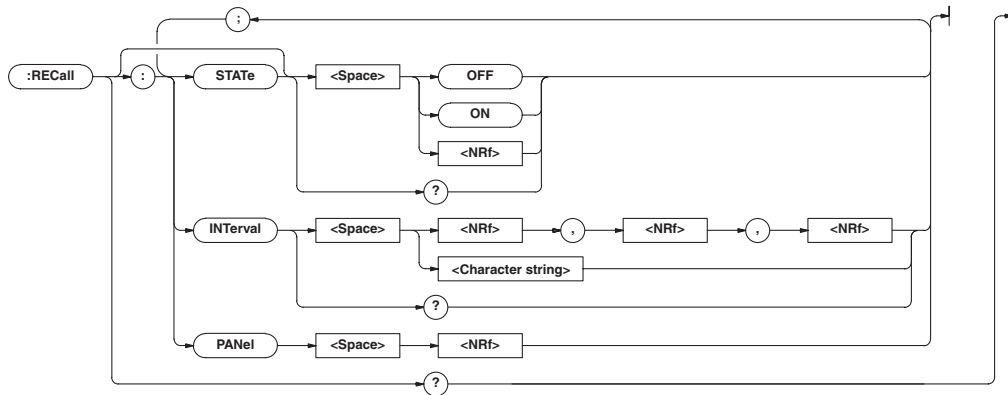 ;
:RECall : STATe <Space> OFF
ON
<NRf>
?
INTerval <Space> <NRf> , <NRf> , <NRf>
<Character string>
?
PANel <Space> <NRf>
?